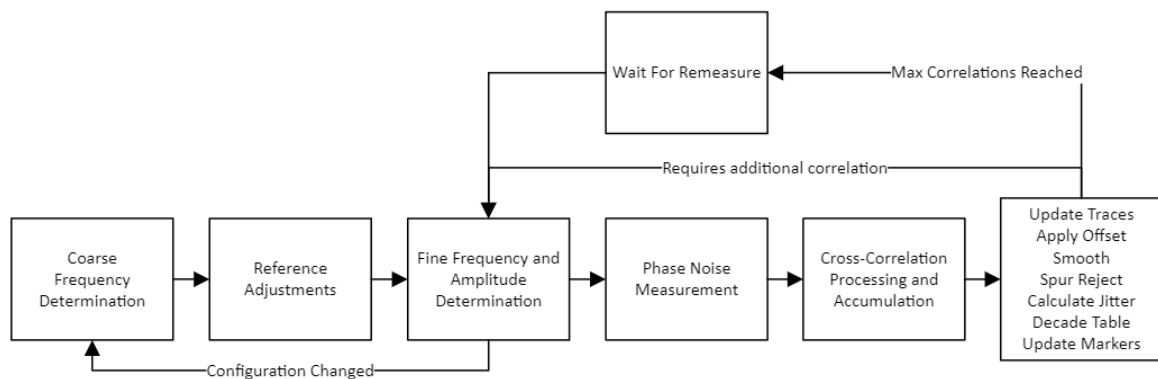 Wait For Remeasure
Max Correlations Reached
Requires additional correlation
Coarse
Frequency
Determination
Reference
Adjustments
Fine Frequency and
Amplitude
Determination
Phase Noise
Measurement
Cross-Correlation
Processing and
Accumulation
Update Traces
Apply Offset
Smooth
Spur Reject
Calculate Jitter
Decade Table
Update Markers
Configuration Changed